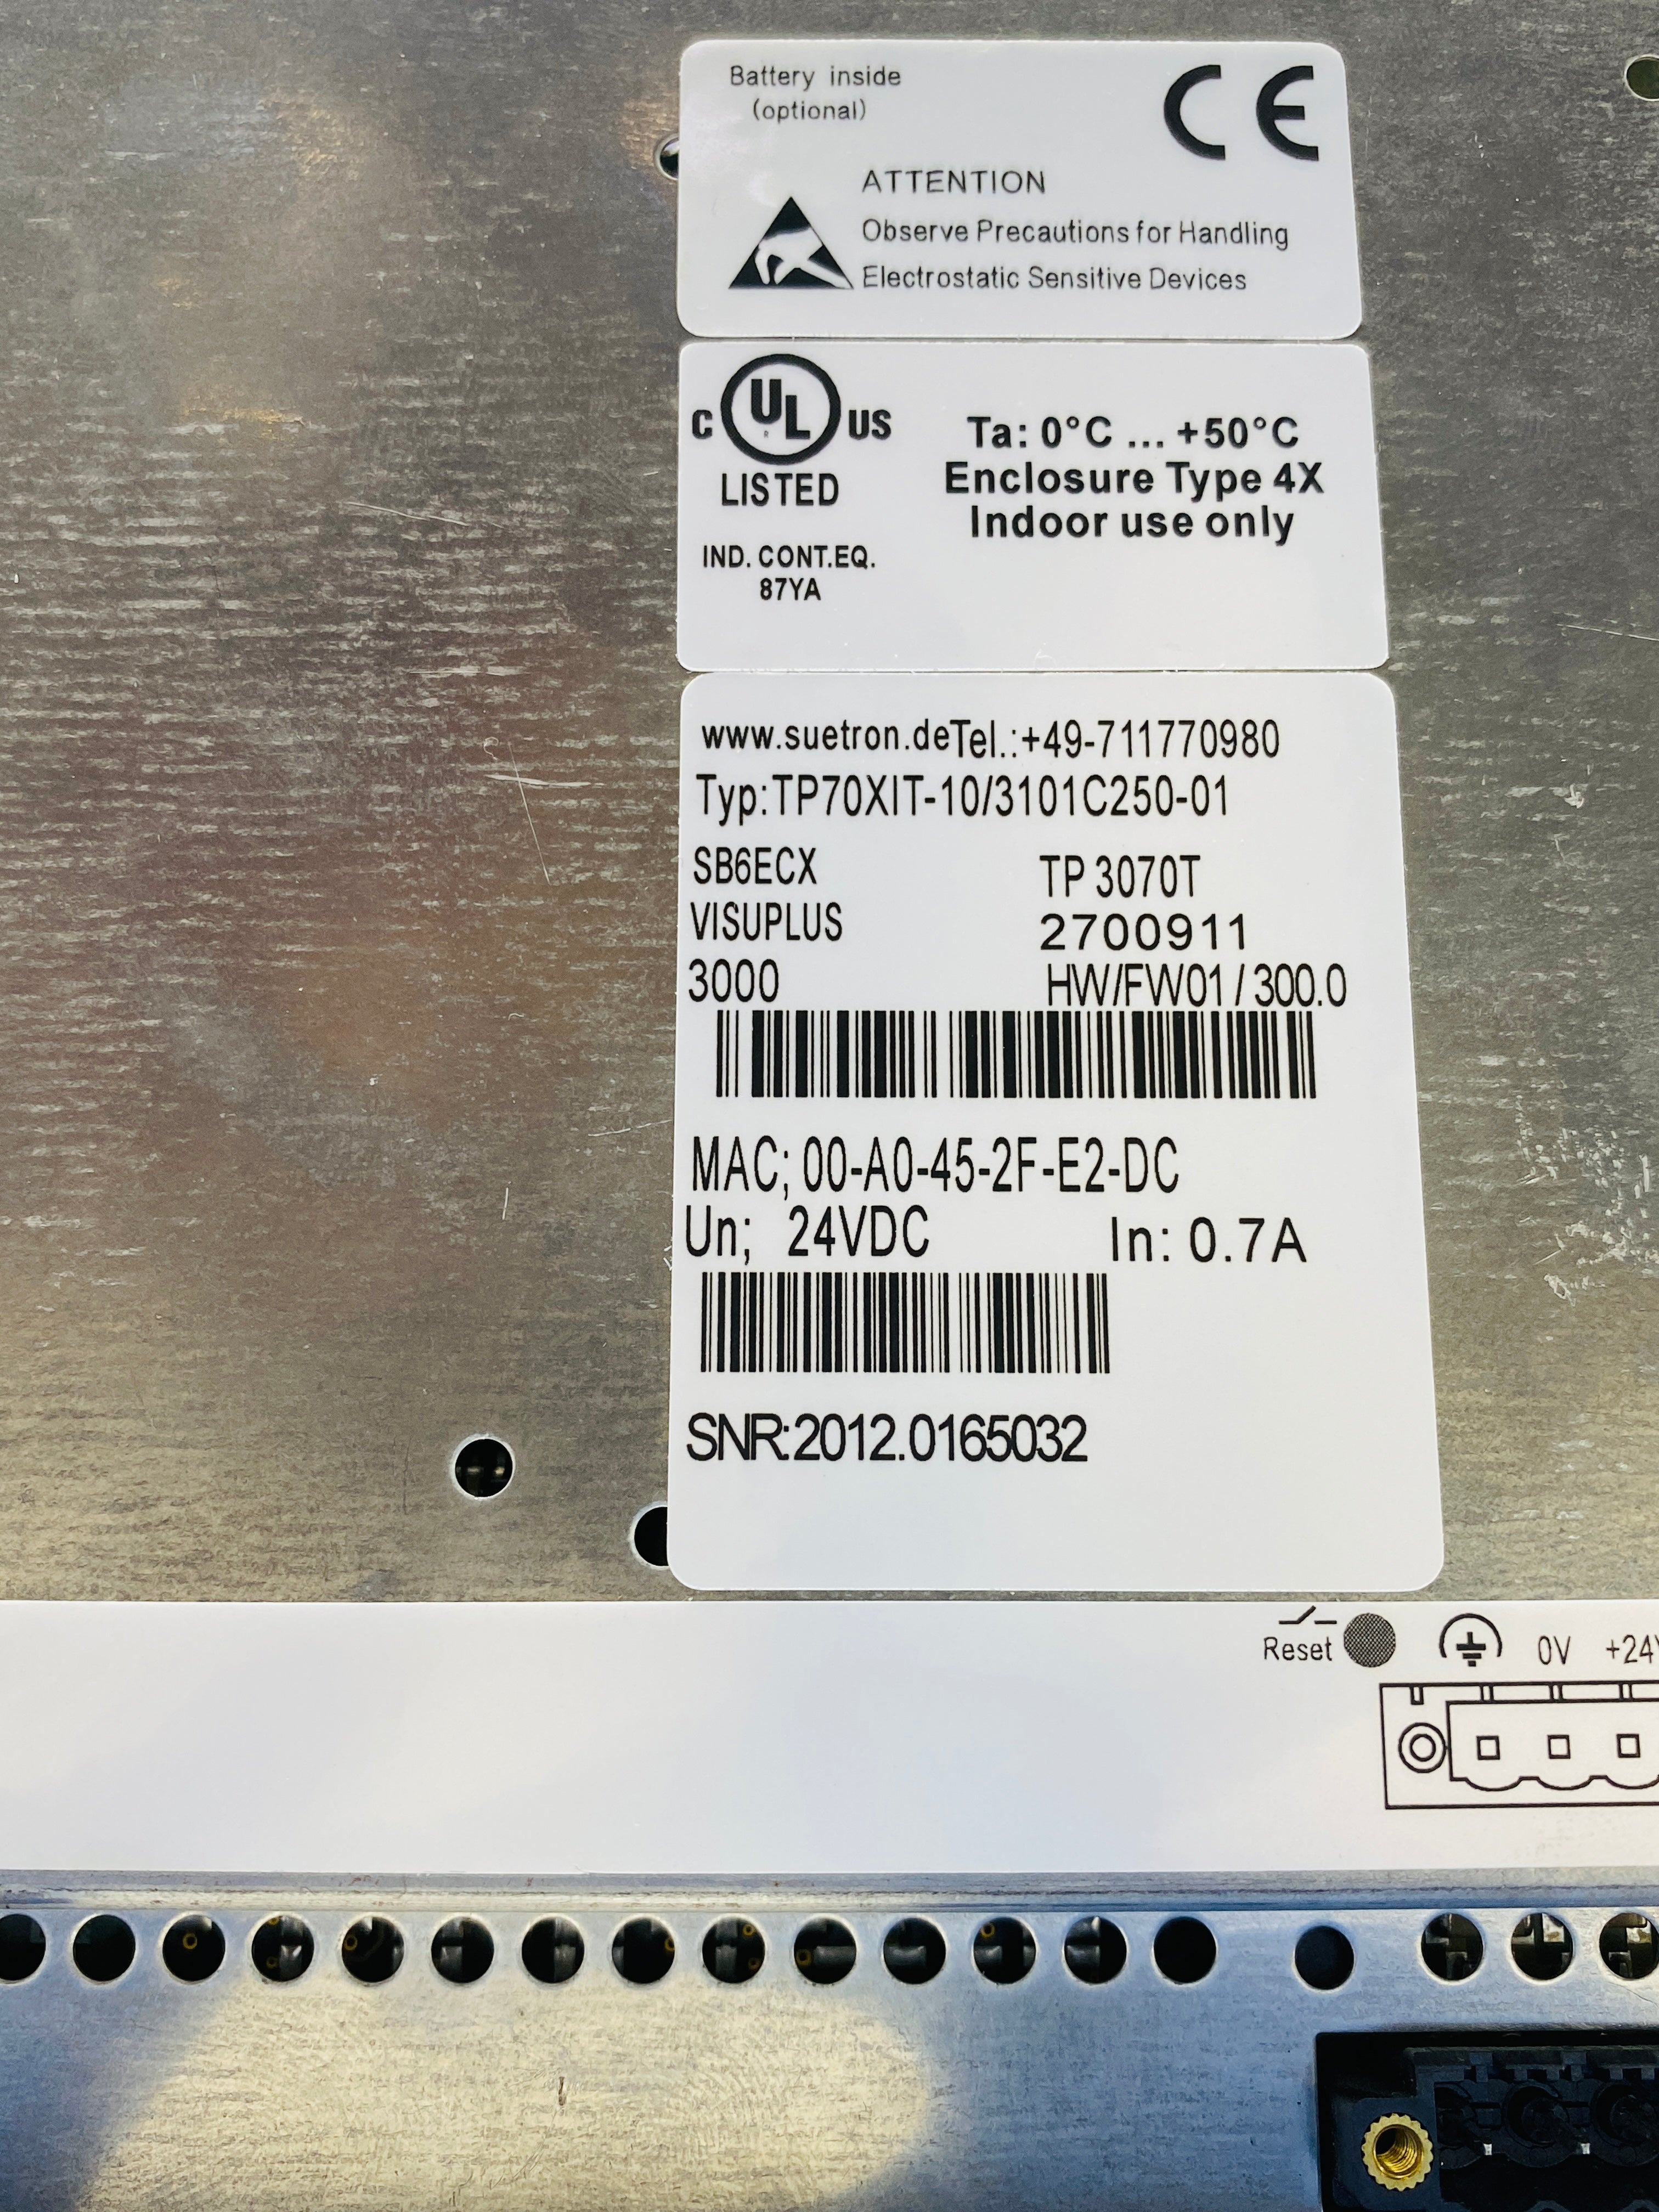 Battery inside
(optional)
CE
ATTENTION
Observe Precautions for Handling
Electrostatic Sensitive Devices
C UL US
LISTED
IND. CONT.EQ.
87YA
Ta: 0°C ... +50°C
Enclosure Type 4X
Indoor use only
www.suetron.deTel.:+49-711770980
Typ:TP70XIT-10/3101C250-01
SB6ECX TP 3070T
VISUPLUS 2700911
3000 HW/FW01 / 300.0
MAC; 00-A0-45-2F-E2-DC
Un; 24VDC In: 0.7A
SNR:2012.0165032
Reset 0V +24V